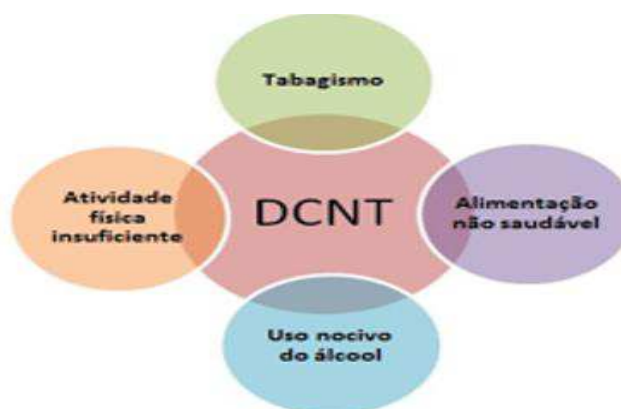 Tabagismo
Atividade
física
insuficiente
DCNT
Alimentação
não saudável
Uso nocivo
do álcool